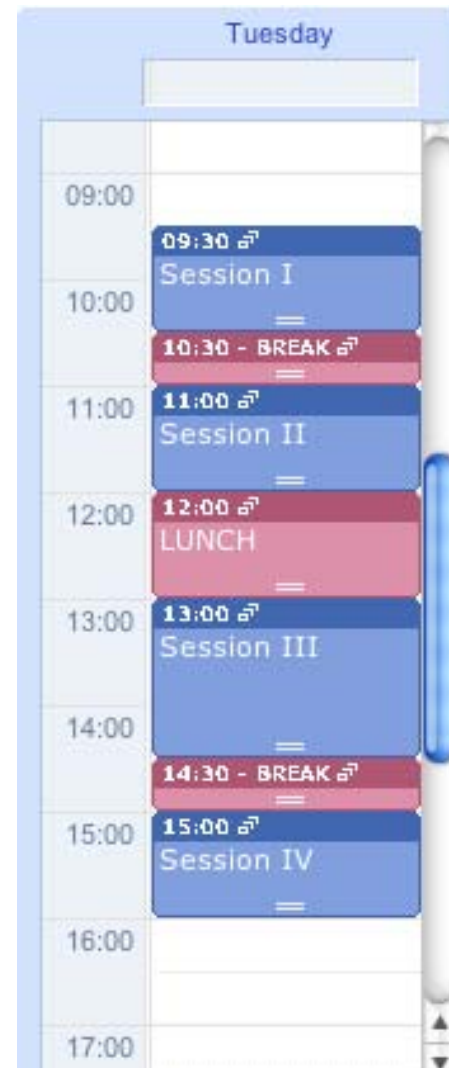 Tuesday
09:00
09:30
Session I
10:00
10:30 - BREAK
11:00
11:00
Session II
12:00
12:00
LUNCH
13:00
13:00
Session III
14:00
14:30 - BREAK
15:00
15:00
Session IV
16:00
17:00